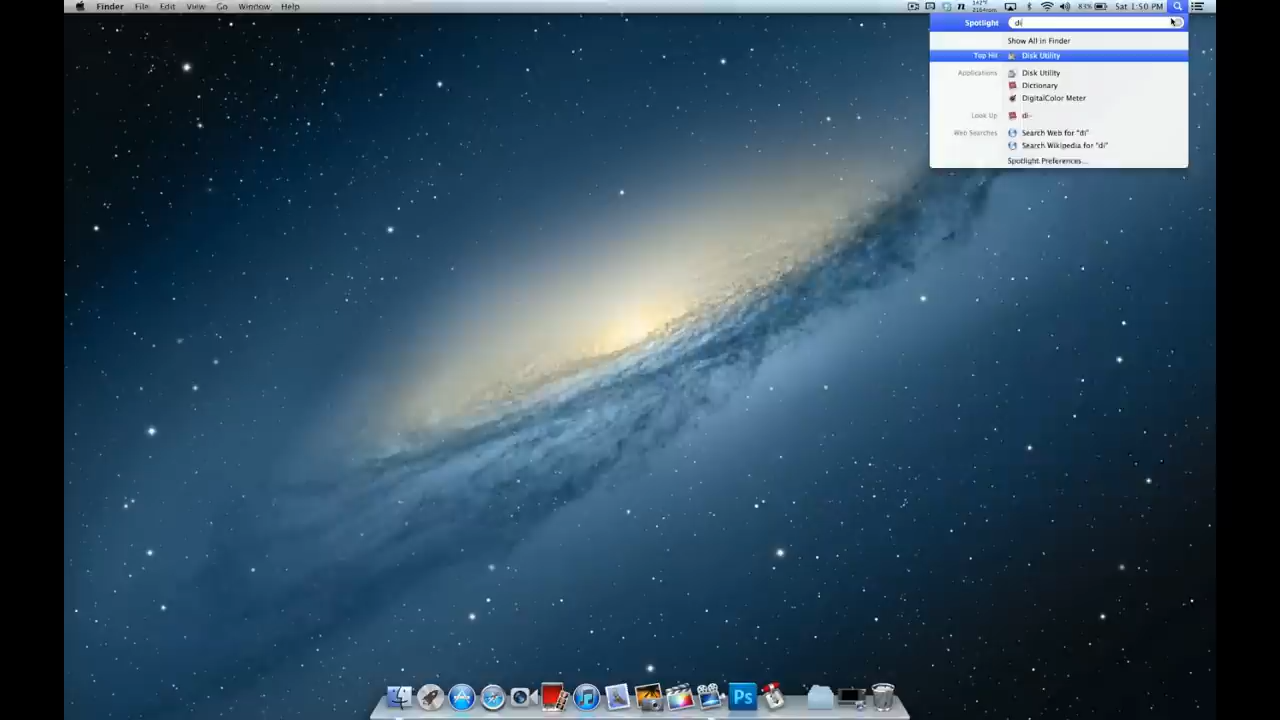 Finder File Edit View Go Window Help
83% Sat 1:50 PM
Spotlight di
Show All in Finder
Top Hit Disk Utility
Applications Disk Utility
Dictionary
DigitalColor Meter
Look Up di-
Web Searches Search Web for "di"
Search Wikipedia for "di"
Spotlight Preferences...
Ps